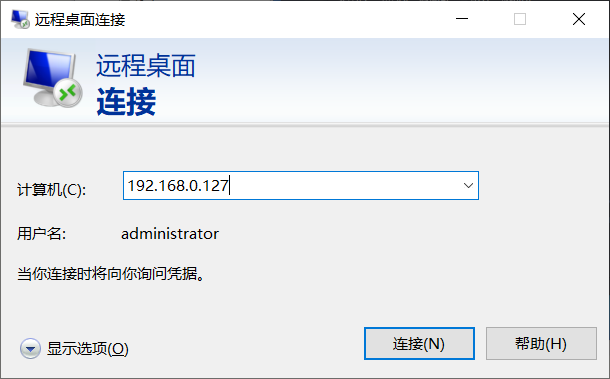 远程桌面连接
远程桌面
连接
计算机(C):
192.168.0.127
用户名:
administrator
当你连接时将向你询问凭据。
显示选项(O)
连接(N)
帮助(H)